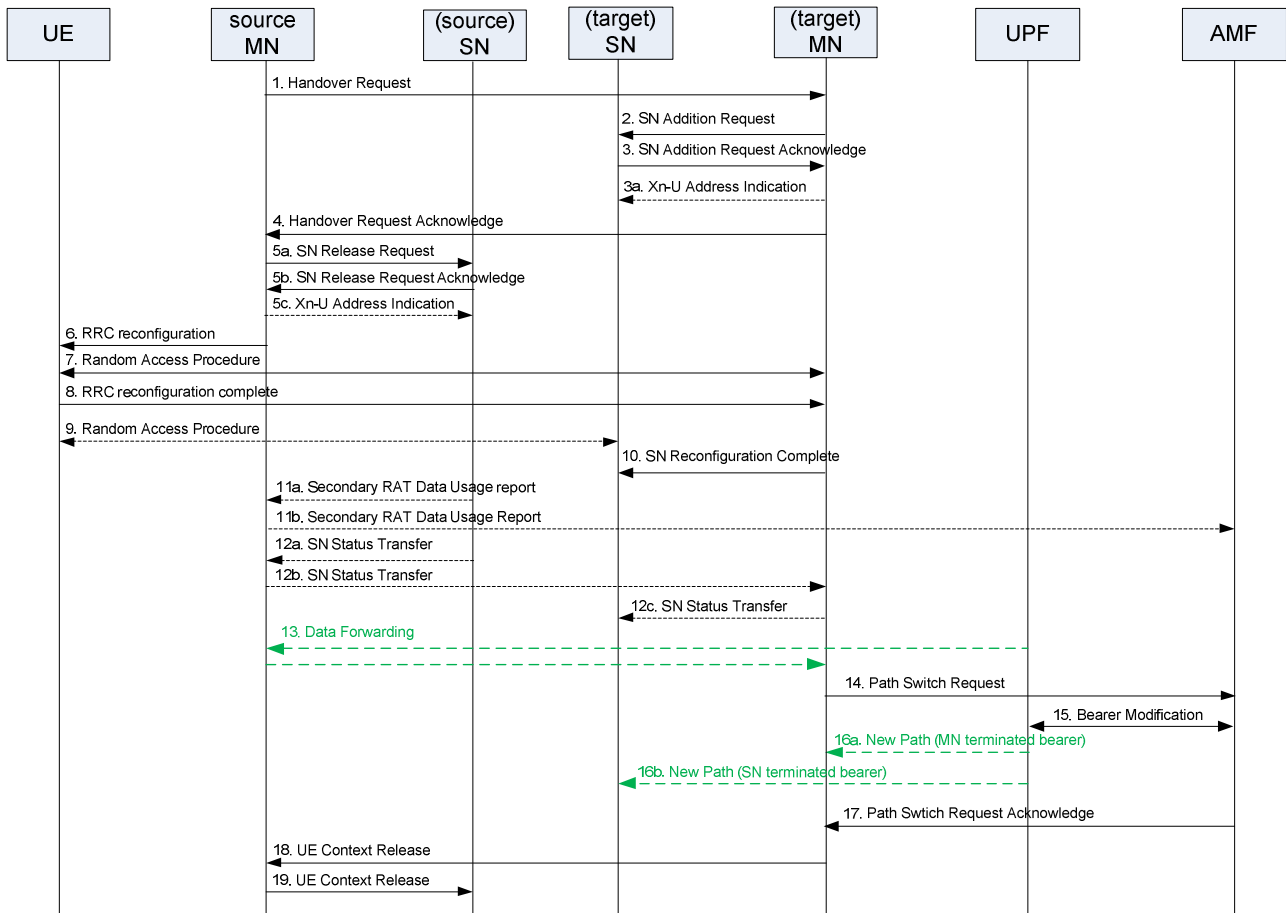 UE
source
MN
(source)
SN
(target)
SN
(target)
MN
UPF
AMF
1. Handover Request
2. SN Addition Request
3. SN Addition Request Acknowledge
3a. Xn-U Address Indication
4. Handover Request Acknowledge
5a. SN Release Request
5b. SN Release Request Acknowledge
5c. Xn-U Address Indication
6. RRC reconfiguration
7. Random Access Procedure
8. RRC reconfiguration complete
9. Random Access Procedure
10. SN Reconfiguration Complete
11a. Secondary RAT Data Usage report
11b. Secondary RAT Data Usage Report
12a. SN Status Transfer
12b. SN Status Transfer
12c. SN Status Transfer
13. Data Forwarding
14. Path Switch Request
15. Bearer Modification
16a. New Path (MN terminated bearer)
16b. New Path (SN terminated bearer)
17. Path Swtich Request Acknowledge
18. UE Context Release
19. UE Context Release